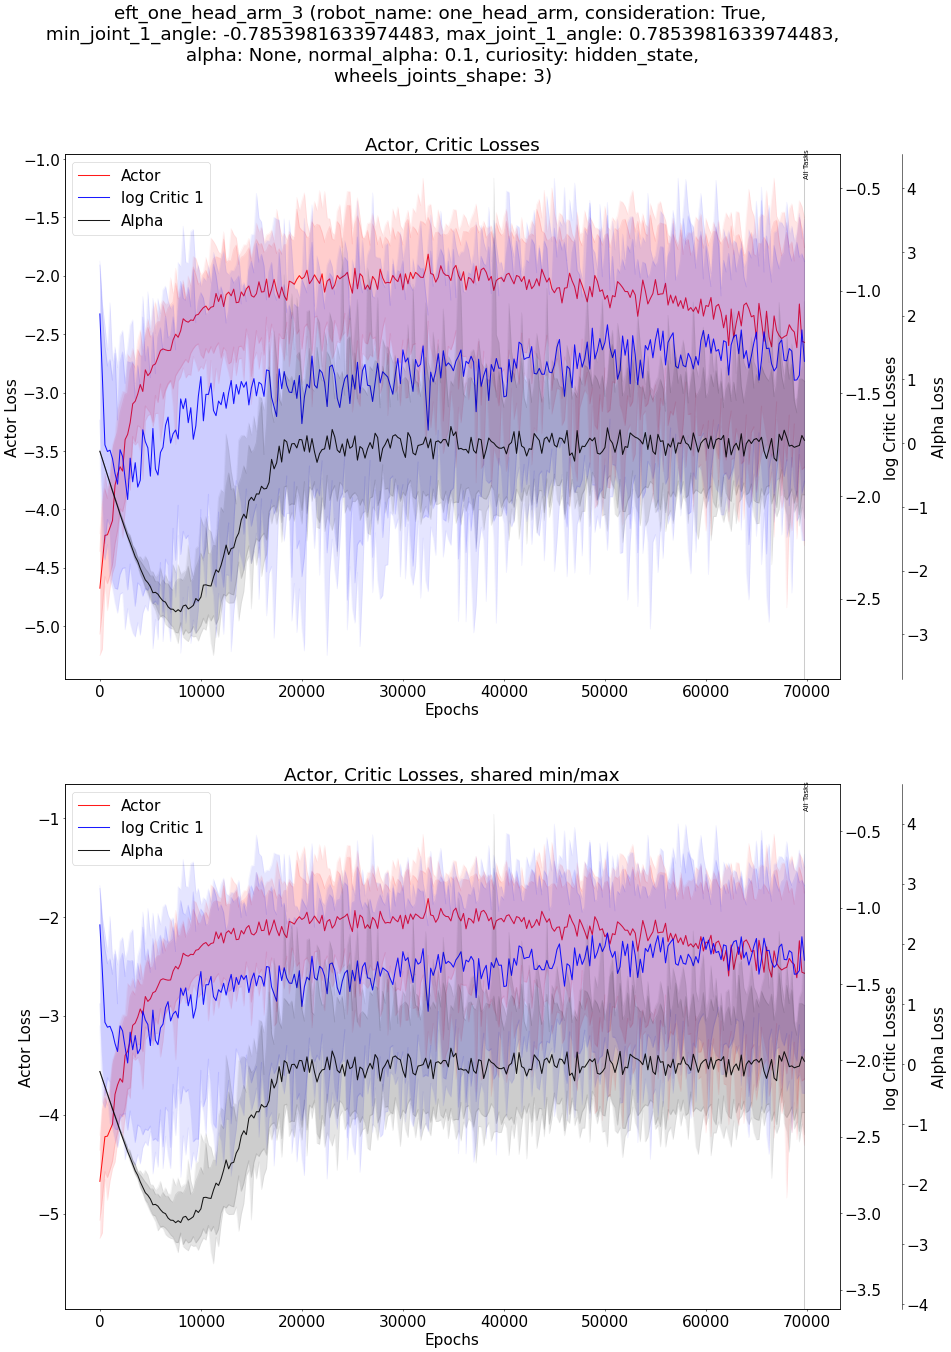 eft_one_head_arm_3 (robot_name: one_head_arm, consideration: True,
min_joint_1_angle: -0.7853981633974483, max_joint_1_angle: 0.7853981633974483,
alpha: None, normal_alpha: 0.1, curiosity: hidden_state,
wheels_joints_shape: 3)
Actor, Critic Losses
All Tasks
Actor
log Critic 1
Alpha
−1.0
−1.5
−2.0
−2.5
−3.0
−3.5
−4.0
−4.5
−5.0
Actor Loss
−0.5
−1.0
−1.5
−2.0
−2.5
log Critic Losses
4
3
2
1
0
−1
−2
−3
Alpha Loss
0 10000 20000 30000 40000 50000 60000 70000
Epochs
Actor, Critic Losses, shared min/max
All Tasks
Actor
log Critic 1
Alpha
−1
−2
−3
−4
−5
Actor Loss
−0.5
−1.0
−1.5
−2.0
−2.5
−3.0
−3.5
log Critic Losses
4
3
2
1
0
−1
−2
−3
−4
Alpha Loss
0 10000 20000 30000 40000 50000 60000 70000
Epochs